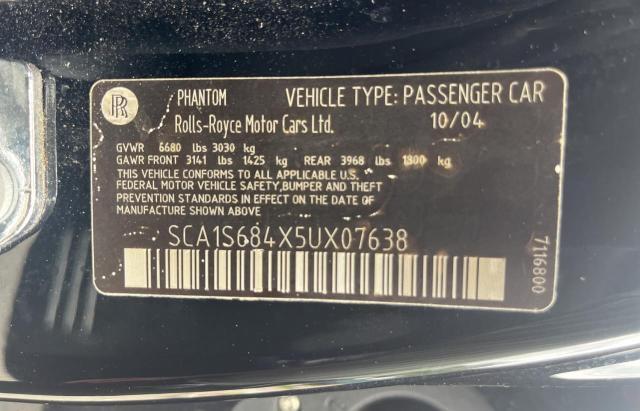 RR
PHANTOM VEHICLE TYPE: PASSENGER CAR
Rolls-Royce Motor Cars Ltd. 10/04
GVWR 6680 lbs 3030 kg
GAWR FRONT 3141 lbs 1425 kg REAR 3968 lbs 1800 kg
THIS VEHICLE CONFORMS TO ALL APPLICABLE U.S.
FEDERAL MOTOR VEHICLE SAFETY,BUMPER AND THEFT
PREVENTION STANDARDS IN EFFECT ON THE DATE OF
MANUFACTURE SHOWN ABOVE
SCA1S684X5UX07638
7116800